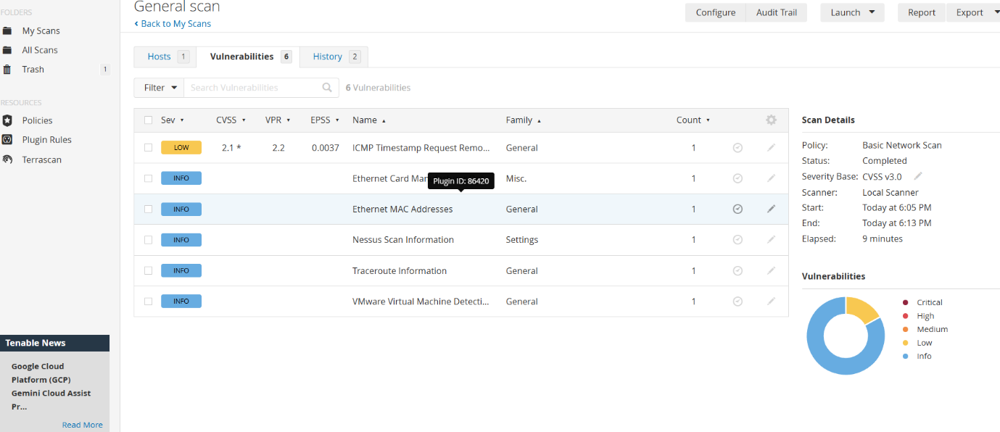 General scan
Back to My Scans
Configure Audit Trail Launch Report Export
FOLDERS
My Scans
All Scans
Trash 1
RESOURCES
Policies
Plugin Rules
Terrascan
Tenable News
Google Cloud
Platform (GCP)
Gemini Cloud Assist
Pr...
Read More
Hosts 1 Vulnerabilities 6 History 2
Filter Search Vulnerabilities 6 Vulnerabilities
Sev CVSS VPR EPSS Name Family Count
LOW 2.1 * 2.2 0.0037 ICMP Timestamp Request Remo... General 1
INFO Ethernet Card Mar Misc. 1
Plugin ID: 86420
INFO Ethernet MAC Addresses General 1
INFO Nessus Scan Information Settings 1
INFO Traceroute Information General 1
INFO VMware Virtual Machine Detecti... General 1
Scan Details
Policy: Basic Network Scan
Status: Completed
Severity Base: CVSS v3.0
Scanner: Local Scanner
Start: Today at 6:05 PM
End: Today at 6:13 PM
Elapsed: 9 minutes
Vulnerabilities
Critical
High
Medium
Low
Info